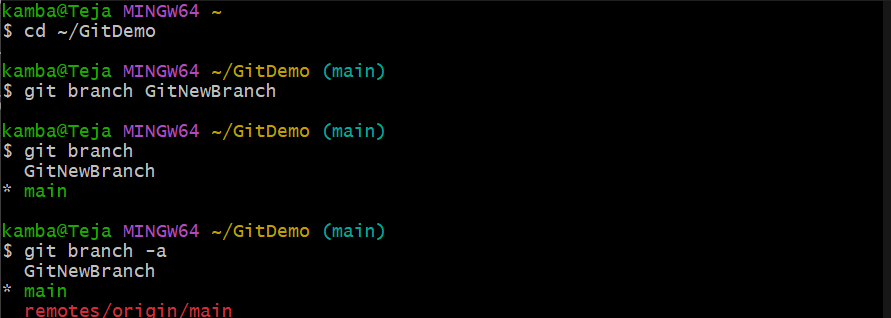 kamba@Teja MINGW64 ~
$ cd ~/GitDemo
kamba@Teja MINGW64 ~/GitDemo (main)
$ git branch GitNewBranch
kamba@Teja MINGW64 ~/GitDemo (main)
$ git branch
  GitNewBranch
* main
kamba@Teja MINGW64 ~/GitDemo (main)
$ git branch -a
  GitNewBranch
* main
  remotes/origin/main